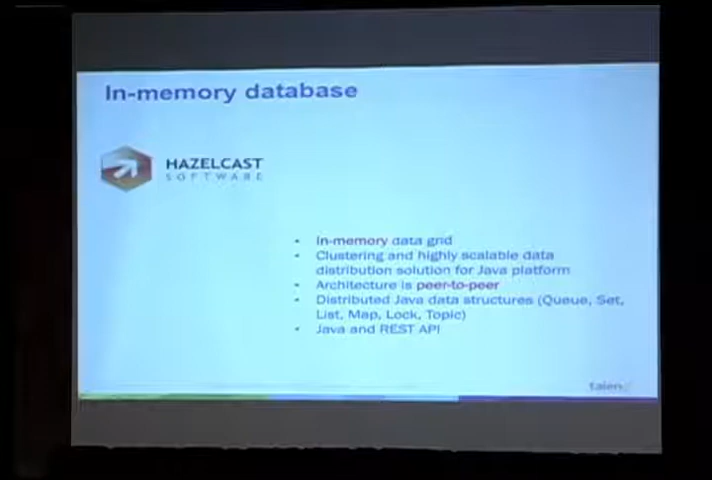 In-memory database
HAZELCAST
SOFTWARE
• In-memory data grid
• Clustering and highly scalable data
distribution solution for Java platform
• Architecture is peer-to-peer
• Distributed Java data structures (Queue, Set,
List, Map, Lock, Topic)
• Java and REST API